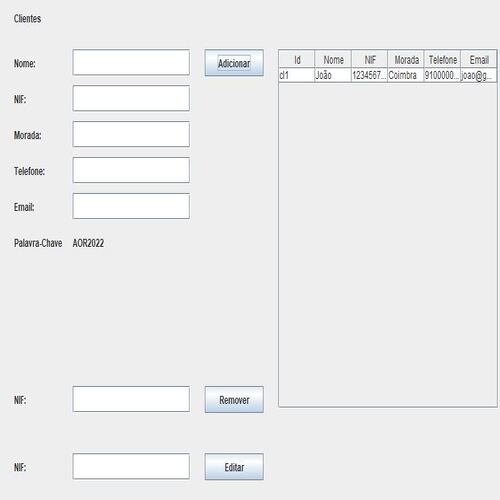 Clientes
Nome: Adicionar
Id Nome NIF Morada Telefone Email
cl1 João 1234567... Coimbra 9100000... joao@g...
NIF:
Morada:
Telefone:
Email:
Palavra-Chave AOR2022
NIF: Remover
NIF: Editar